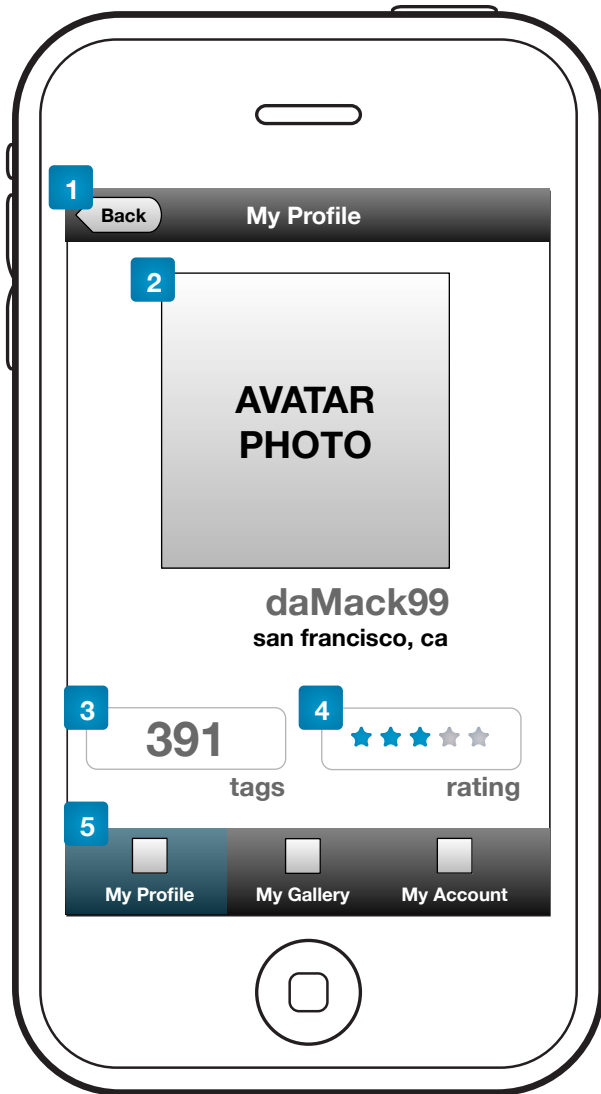 1
Back
My Profile
2
AVATAR
PHOTO
daMack99
san francisco, ca
3
391
tags
4
rating
5
My Profile
My Gallery
My Account